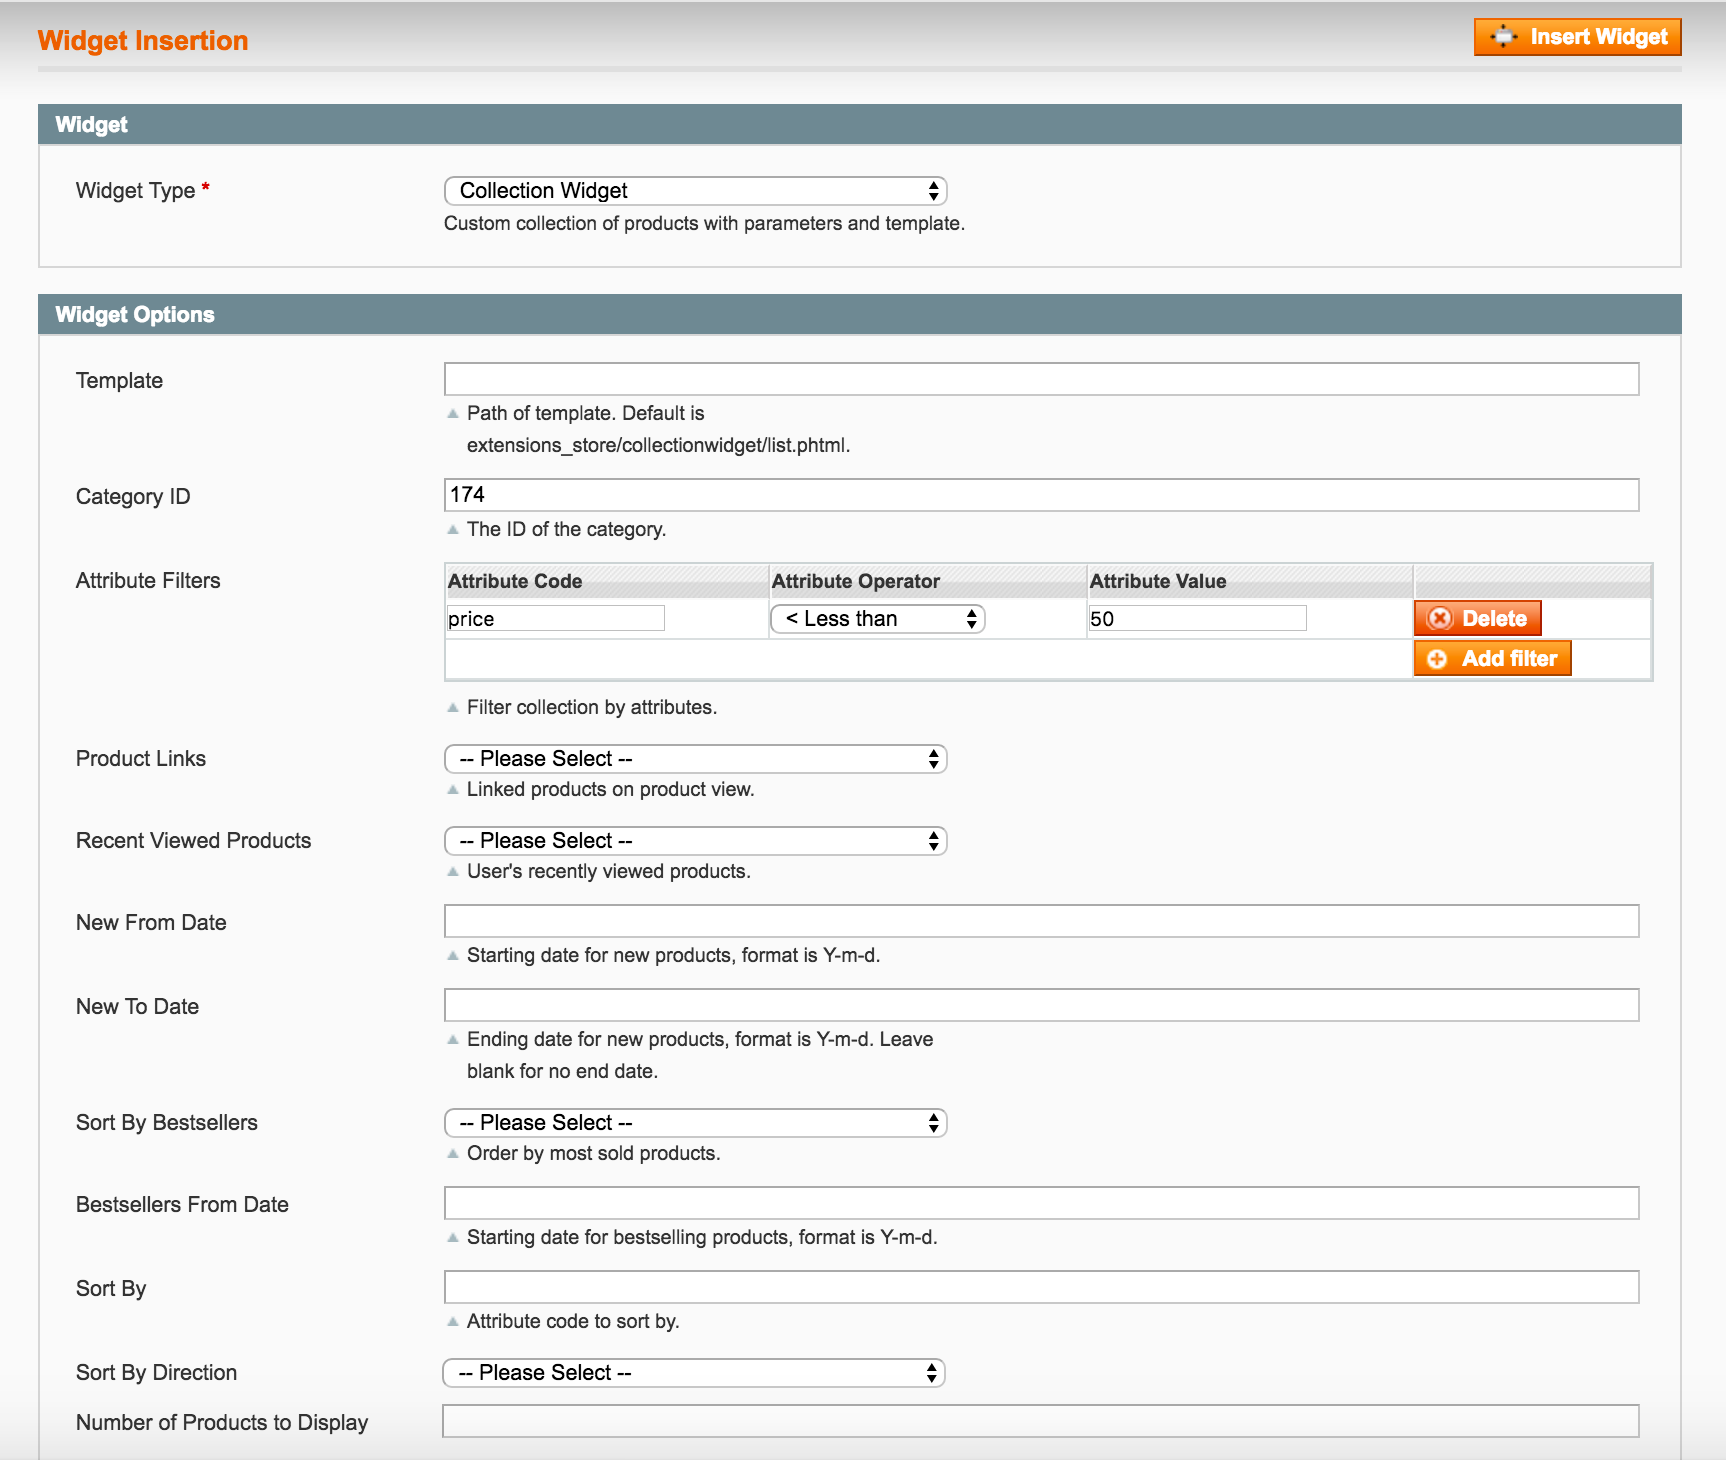 Widget Insertion
Insert Widget
Widget
Widget Type *
Collection Widget
Custom collection of products with parameters and template.
Widget Options
Template
Path of template. Default is
extensions_store/collectionwidget/list.phtml.
Category ID
174
The ID of the category.
Attribute Filters
Attribute Code Attribute Operator Attribute Value
price < Less than 50 Delete
Add filter
Filter collection by attributes.
Product Links
-- Please Select --
Linked products on product view.
Recent Viewed Products
-- Please Select --
User's recently viewed products.
New From Date
Starting date for new products, format is Y-m-d.
New To Date
Ending date for new products, format is Y-m-d. Leave
blank for no end date.
Sort By Bestsellers
-- Please Select --
Order by most sold products.
Bestsellers From Date
Starting date for bestselling products, format is Y-m-d.
Sort By
Attribute code to sort by.
Sort By Direction
-- Please Select --
Number of Products to Display